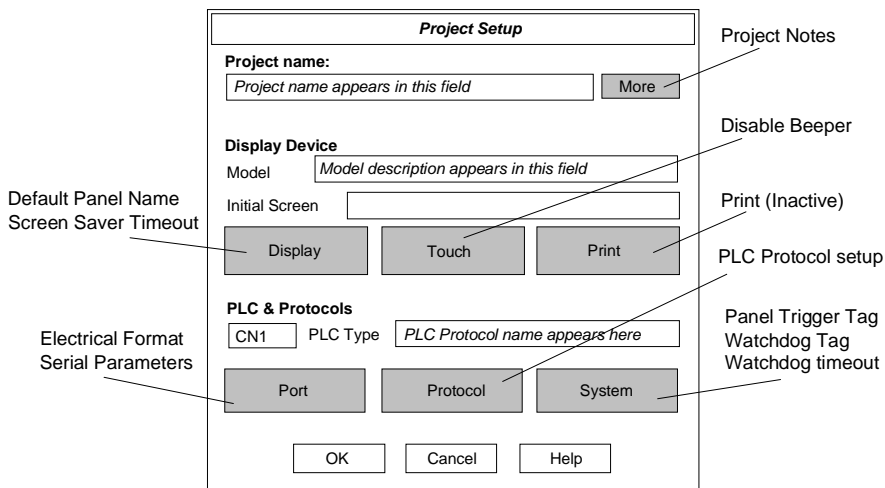 Project Setup
Project name:
Project name appears in this field
More
Project Notes
Display Device
Model
Model description appears in this field
Disable Beeper
Initial Screen
Default Panel Name
Screen Saver Timeout
Print (Inactive)
Display
Touch
Print
PLC Protocol setup
PLC & Protocols
CN1
PLC Type
PLC Protocol name appears here
Electrical Format
Serial Parameters
Panel Trigger Tag
Watchdog Tag
Watchdog timeout
Port
Protocol
System
OK
Cancel
Help